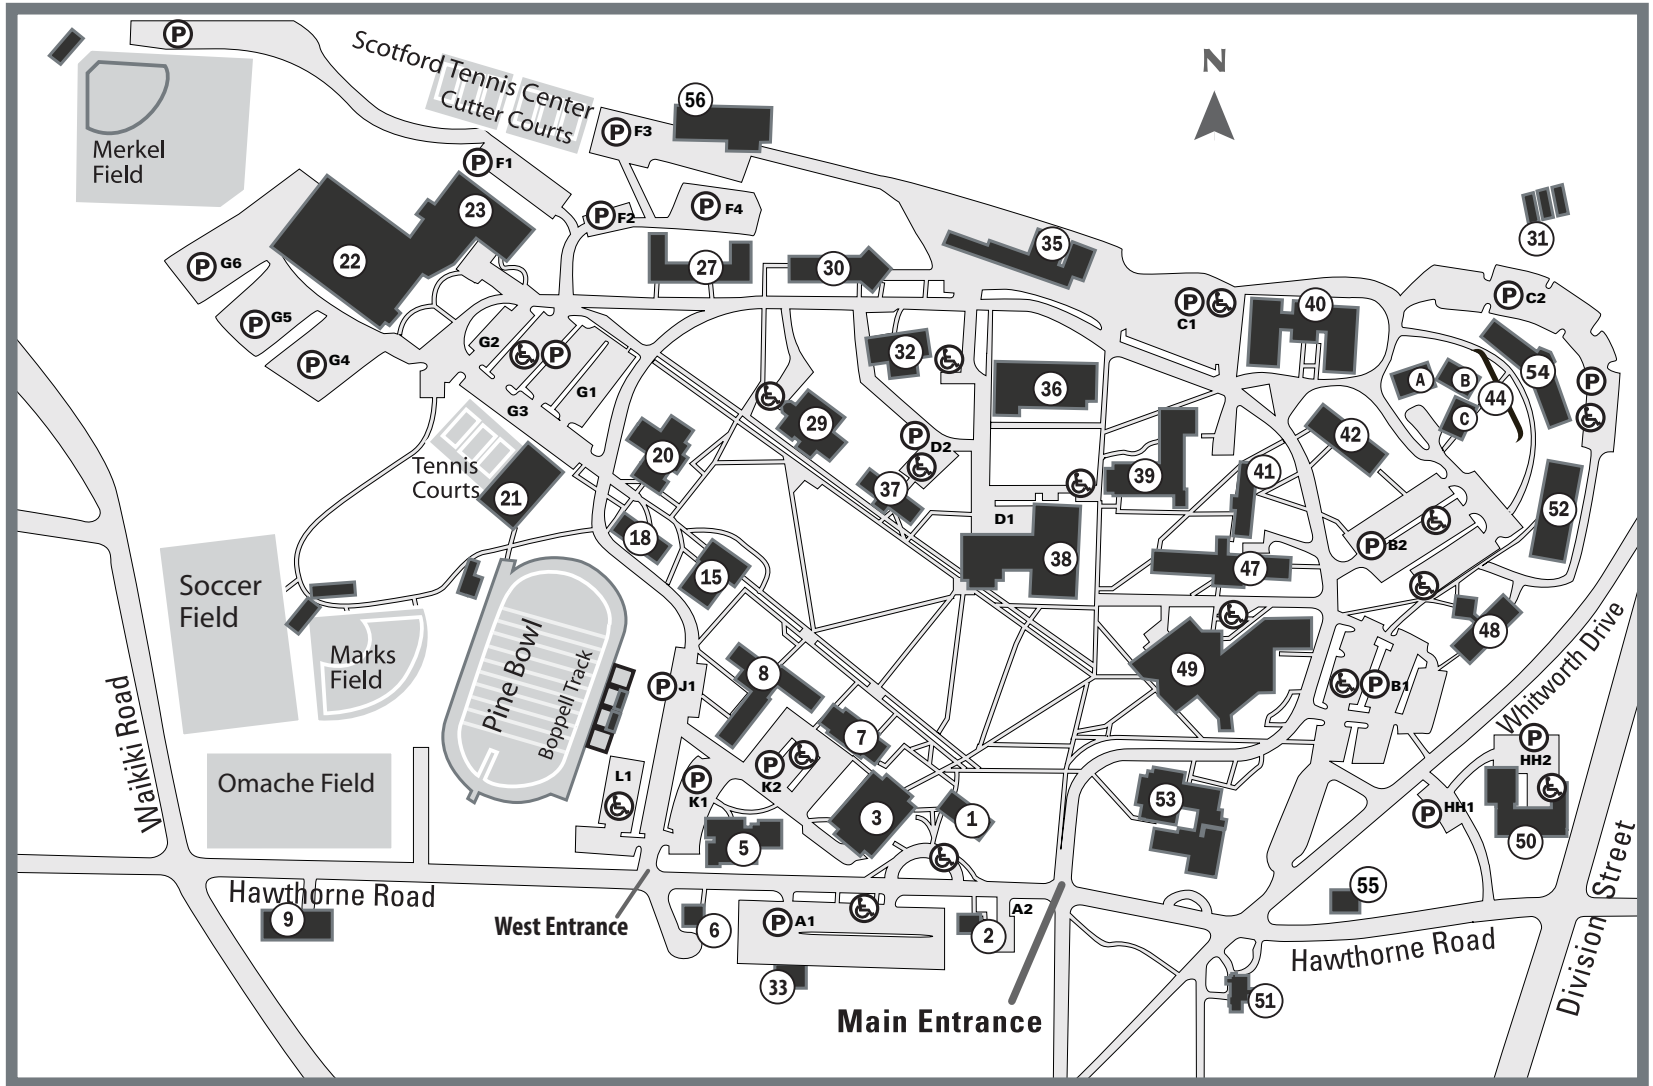 N
Scotford Tennis Center
Cutter Courts
Merkel
Field
P
P F3
56
P F1
23
P F2
P F4
22
P G6
27
30
35
31
P G5
P G4
G2
P
G1
G3
P
C1
40
P C2
32
36
29
20
A
B
C
44
54
P
42
P
D2
39
41
37
Tennis
Courts
21
18
15
D1
38
47
P B2
52
Soccer
Field
Marks
Field
Pine Bowl
Boppell Track
8
P J1
7
49
48
P B1
Whitworth Drive
Waikiki Road
Omache Field
L1
P
K1
P
K2
3
1
5
53
P
HH2
P HH1
50
Hawthorne Road
9
West Entrance
6
P A1
2
A2
33
55
Hawthorne Road
Division Street
51
Main Entrance